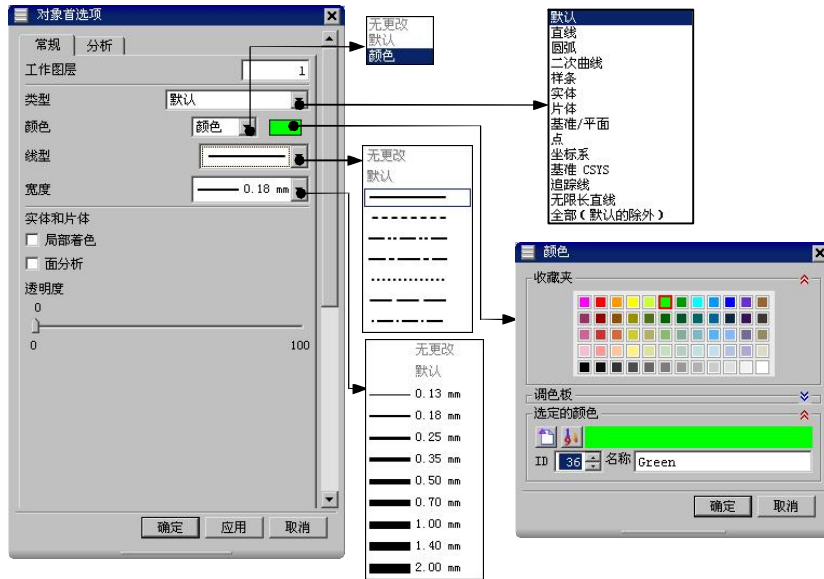 对象首选项
常规 分析
工作图层 1
类型 默认
颜色 颜色
线型
宽度 0.18 mm
实体和片体
局部着色
面分析
透明度
0
0 100
确定 应用 取消
无更改
默认
颜色
默认
直线
圆弧
二次曲线
样条
实体
片体
基准/平面
点
坐标系
基准 CSYS
追踪线
无限长直线
全部(默认的除外)
无更改
默认
无更改
默认
0.13 mm
0.18 mm
0.25 mm
0.35 mm
0.50 mm
0.70 mm
1.00 mm
1.40 mm
2.00 mm
颜色
收藏夹
调色板
选定的颜色
ID 36 名称 Green
确定 取消